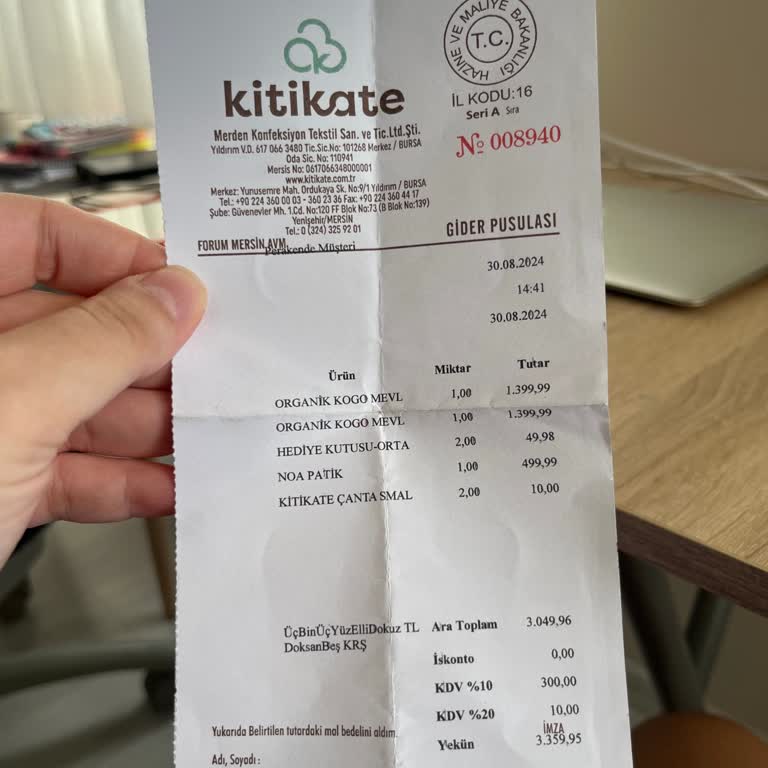 kitikate
HAZİNE VE MALİYE BAKANLIĞI
T.C.
İL KODU:16
Seri A Sıra
№ 008940
Merden Konfeksiyon Tekstil San. ve Tic.Ltd.Şti.
Yıldırım V.D. 617 066 3480 Tic.Sic.No: 101268 Merkez / BURSA
Oda Sic. No: 110941
Mersis No: 0617066348000001
www.kitikate.com.tr
Merkez: Yunusemre Mah. Ordukaya Sk. No:9/1 Yıldırım / BURSA
Tel.: +90 224 360 00 03 - 360 23 36 Fax: +90 224 360 44 17
Şube: Güvenevler Mh. 1.Cd. No:120 FF Blok No:73 (B Blok No:139)
Yenişehir/MERSİN
Tel.: 0 (324) 325 92 01
FORUM MERSİN AVM.
Perakende Müşteri
GİDER PUSULASI
30.08.2024
14:41
30.08.2024
Ürün Miktar Tutar
ORGANİK KOGO MEVL 1,00 1.399,99
ORGANİK KOGO MEVL 1,00 1.399,99
HEDİYE KUTUSU-ORTA 2,00 49,98
NOA PATİK 1,00 499,99
KİTİKATE ÇANTA SMAL 2,00 10,00
ÜçBinÜçYüzElliDokuz TL Ara Toplam 3.049,96
DoksanBeş KRŞ
İskonto 0,00
KDV %10 300,00
KDV %20 10,00
Yukarıda Belirtilen tutardaki mal bedelini aldım. İMZA
Yekün 3.359,95
Adı, Soyadı :